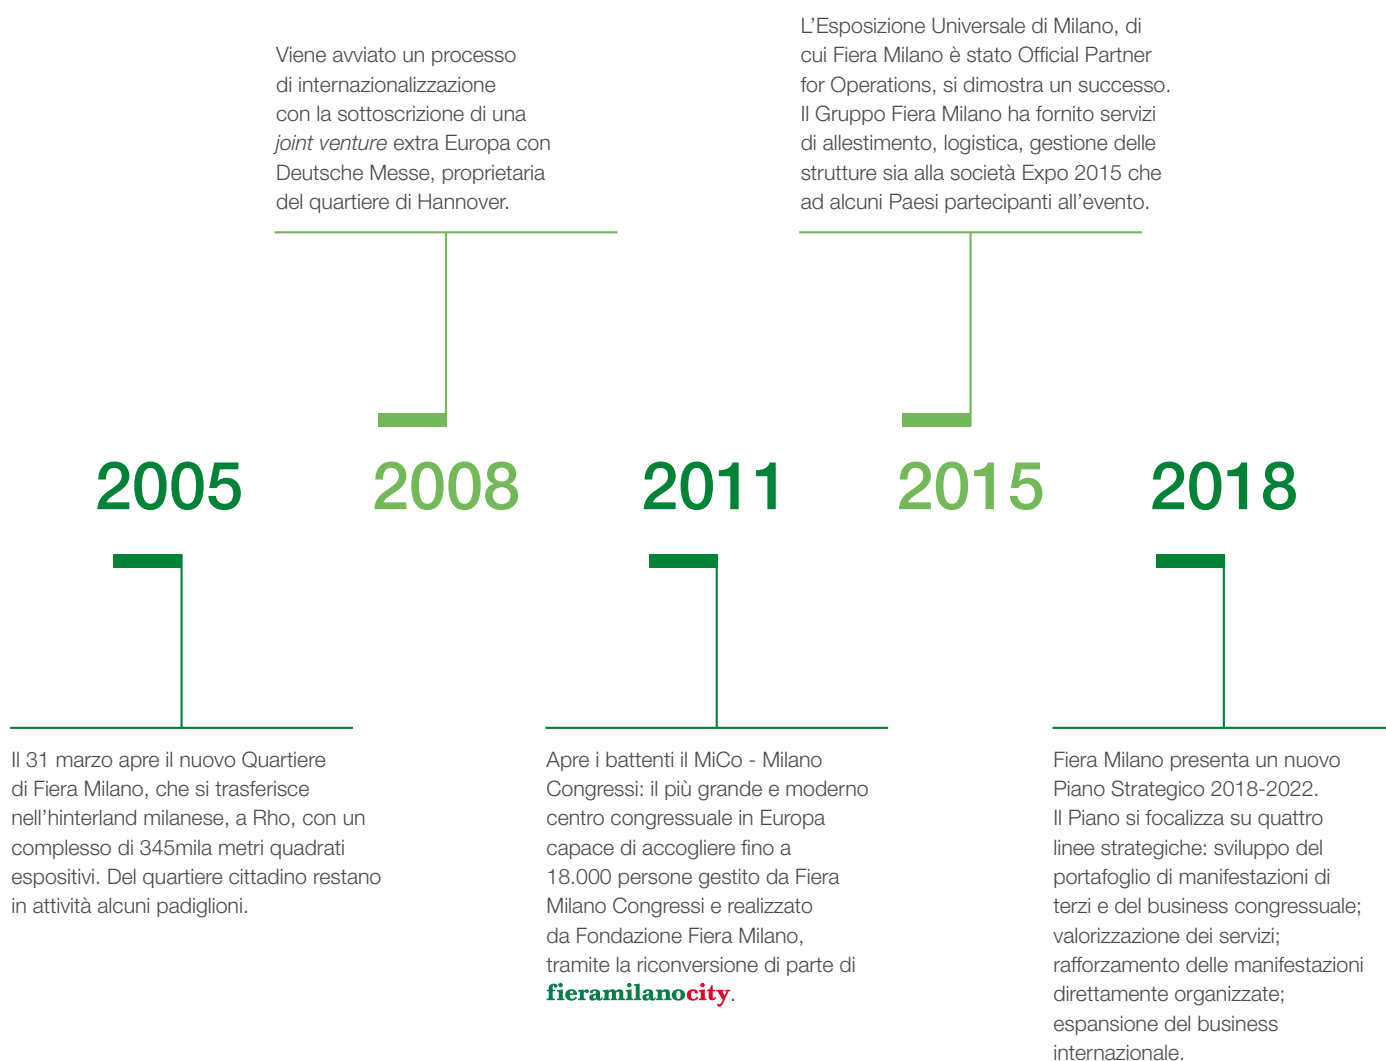 Viene avviato un processo
di internazionalizzazione
con la sottoscrizione di una
joint venture extra Europa con
Deutsche Messe, proprietaria
del quartiere di Hannover.
L’Esposizione Universale di Milano, di
cui Fiera Milano è stato Official Partner
for Operations, si dimostra un successo.
Il Gruppo Fiera Milano ha fornito servizi
di allestimento, logistica, gestione delle
strutture sia alla società Expo 2015 che
ad alcuni Paesi partecipanti all’evento.
2005
2008
2011
2015
2018
Il 31 marzo apre il nuovo Quartiere
di Fiera Milano, che si trasferisce
nell’hinterland milanese, a Rho, con un
complesso di 345mila metri quadrati
espositivi. Del quartiere cittadino restano
in attività alcuni padiglioni.
Apre i battenti il MiCo - Milano
Congressi: il più grande e moderno
centro congressuale in Europa
capace di accogliere fino a
18.000 persone gestito da Fiera
Milano Congressi e realizzato
da Fondazione Fiera Milano,
tramite la riconversione di parte di
fieramilanocity.
Fiera Milano presenta un nuovo
Piano Strategico 2018-2022.
Il Piano si focalizza su quattro
linee strategiche: sviluppo del
portafoglio di manifestazioni di
terzi e del business congressuale;
valorizzazione dei servizi;
rafforzamento delle manifestazioni
direttamente organizzate;
espansione del business
internazionale.